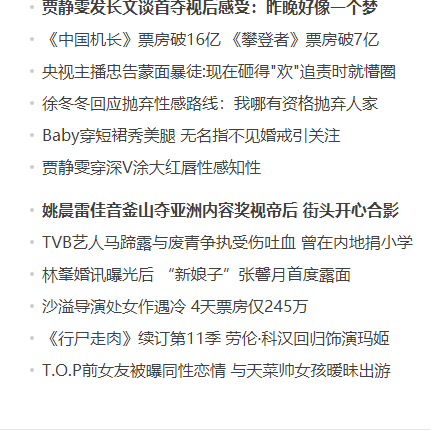 贾静雯发长文谈首夺视后感受：昨晚好像一个梦
《中国机长》票房破16亿 《攀登者》票房破7亿
央视主播忠告蒙面暴徒:现在砸得"欢"追责时就懵圈
徐冬冬回应抛弃性感路线：我哪有资格抛弃人家
Baby穿短裙秀美腿 无名指不见婚戒引关注
贾静雯穿深V涂大红唇性感知性
姚晨雷佳音釜山夺亚洲内容奖视帝后 街头开心合影
TVB艺人马蹄露与废青争执受伤吐血 曾在内地捐小学
林峯婚讯曝光后 “新娘子”张馨月首度露面
沙溢导演处女作遇冷 4天票房仅245万
《行尸走肉》续订第11季 劳伦·科汉回归饰演玛姬
T.O.P前女友被曝同性恋情 与天菜帅女孩暧昧出游